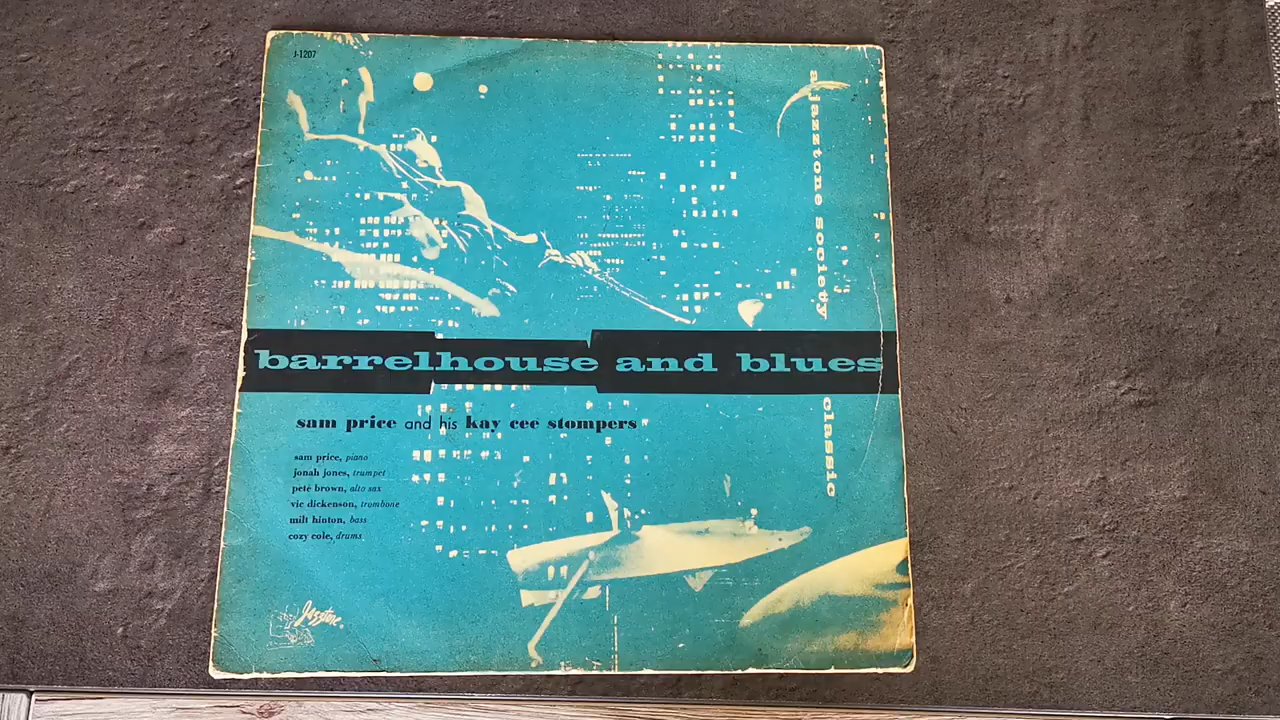 J-1207
a jazztone society
classic
barrelhouse and blues
sam price and his kay cee stompers
sam price, piano
jonah jones, trumpet
pete brown, alto sax
vic dickenson, trombone
milt hinton, bass
cozy cole, drums
Jazztone